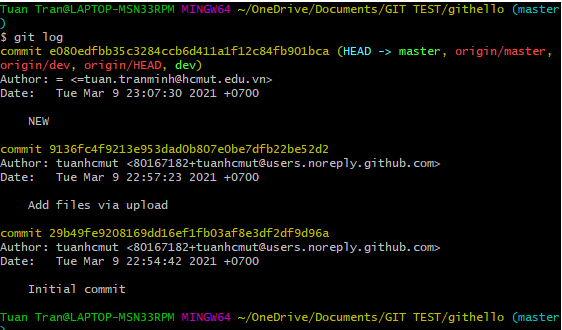 Tuan Tran@LAPTOP-MSN33RPM MINGW64 ~/OneDrive/Documents/GIT TEST/githello (master
)
$ git log
commit e080edfbb35c3284ccb6d411a1f12c84fb901bca (HEAD -> master, origin/master,
origin/dev, origin/HEAD, dev)
Author: = <=tuan.tranminh@hcmut.edu.vn>
Date:   Tue Mar 9 23:07:30 2021 +0700

    NEW

commit 9136fc4f9213e953dad0b807e0be7dfb22be52d2
Author: tuanhcmut <80167182+tuanhcmut@users.noreply.github.com>
Date:   Tue Mar 9 22:57:23 2021 +0700

    Add files via upload

commit 29b49fe9208169dd16ef1fb03af8e3df2df9d96a
Author: tuanhcmut <80167182+tuanhcmut@users.noreply.github.com>
Date:   Tue Mar 9 22:54:42 2021 +0700

    Initial commit

Tuan Tran@LAPTOP-MSN33RPM MINGW64 ~/OneDrive/Documents/GIT TEST/githello (master
)